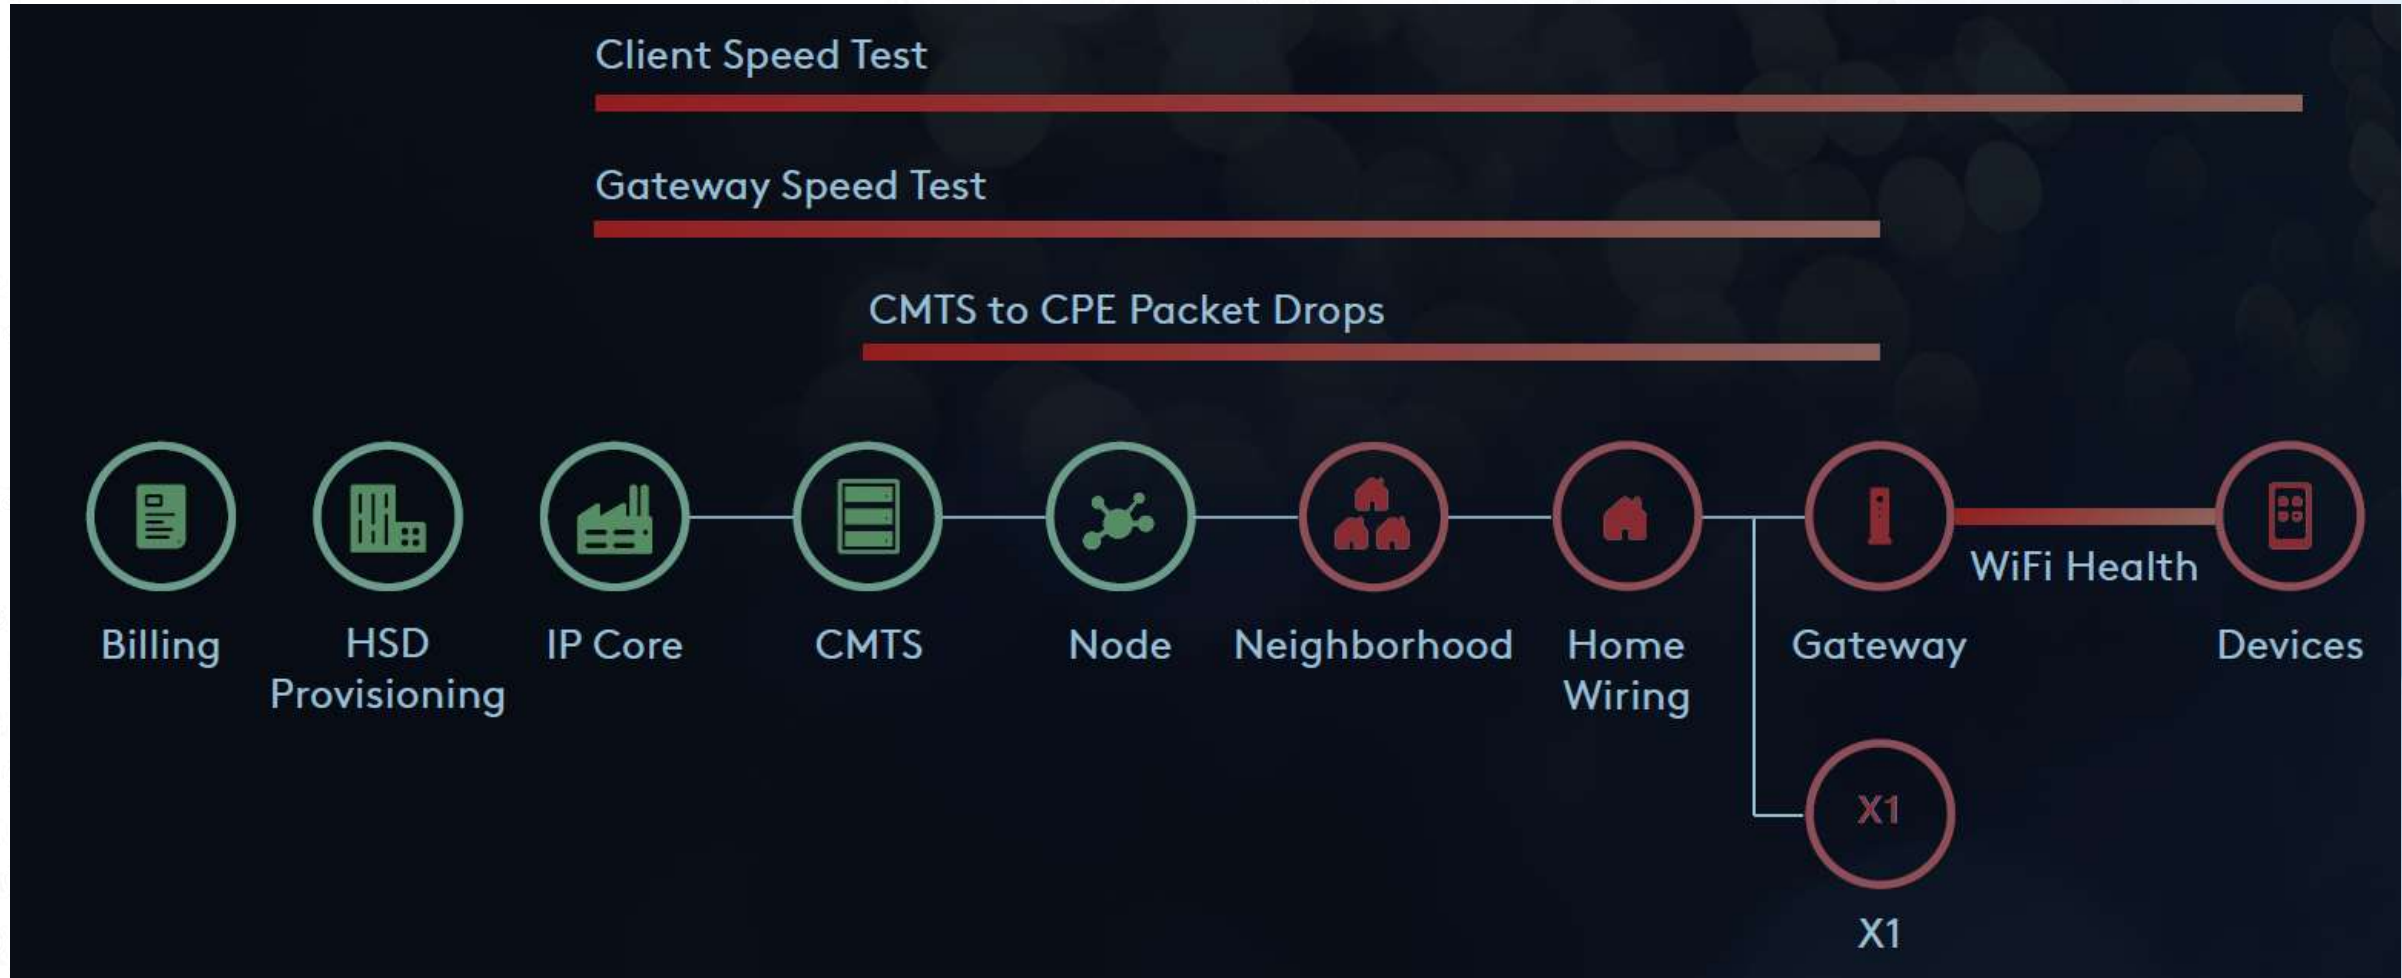 Client Speed Test
Gateway Speed Test
CMTS to CPE Packet Drops
WiFi Health
Billing
HSD
Provisioning
IP Core
CMTS
Node
Neighborhood
Home
Wiring
Gateway
Devices
X1
X1